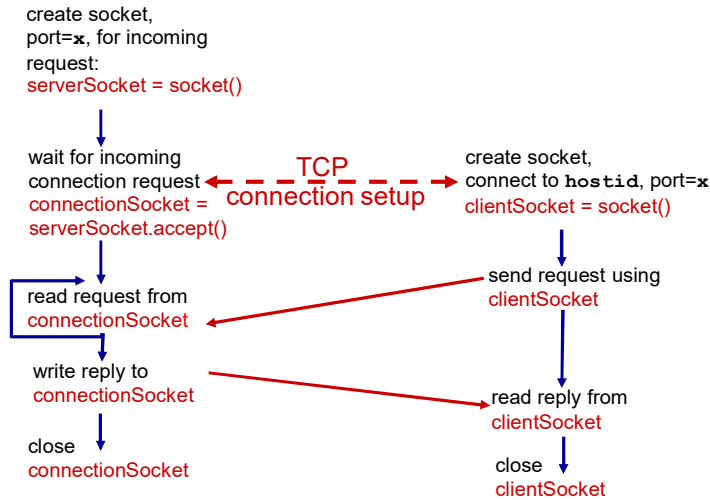 create socket,
port=x, for incoming
request:
serverSocket = socket()
wait for incoming
connection request
connectionSocket =
serverSocket.accept()
TCP
connection setup
create socket,
connect to hostid, port=x
clientSocket = socket()
read request from
connectionSocket
send request using
clientSocket
write reply to
connectionSocket
read reply from
clientSocket
close
connectionSocket
close
clientSocket